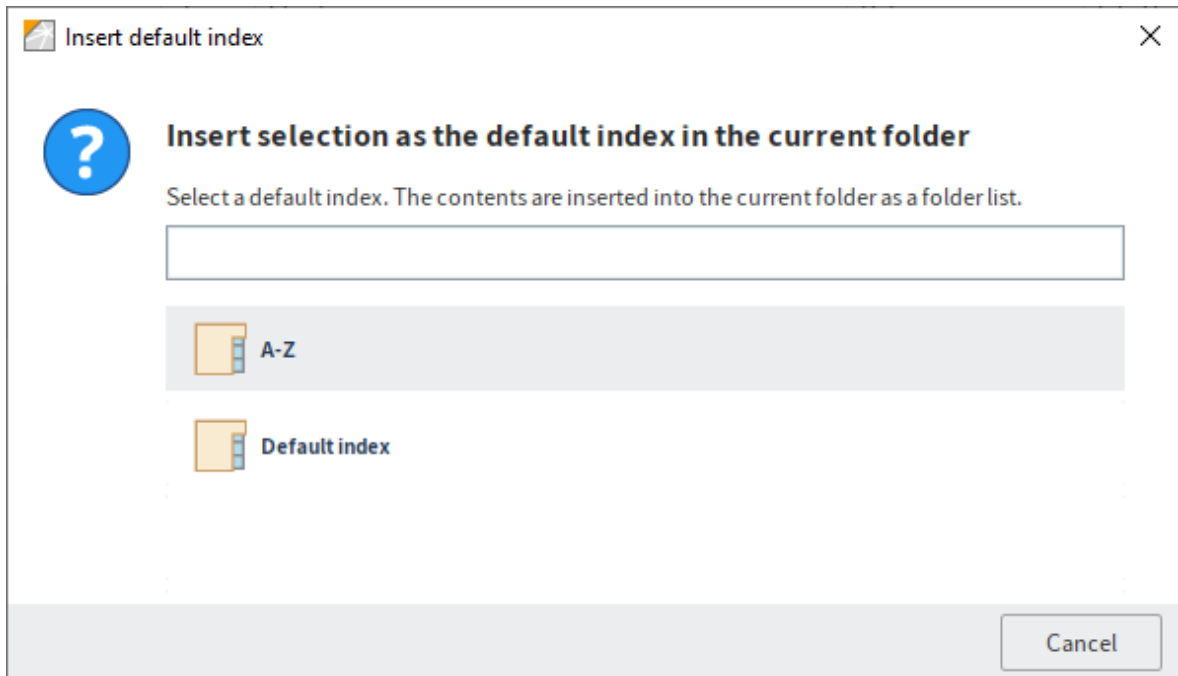 Insert default index
Insert selection as the default index in the current folder
Select a default index. The contents are inserted into the current folder as a folder list.
A-Z
Default index
Cancel